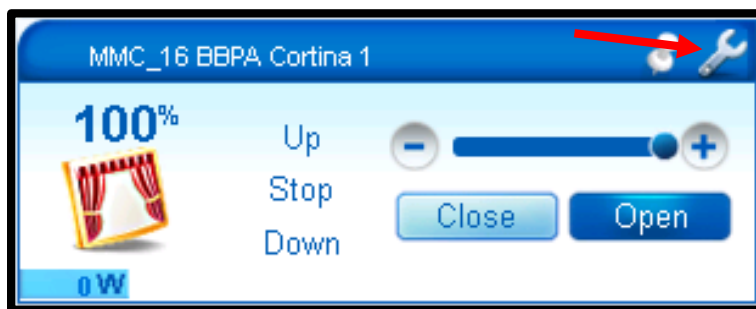 MMC_16 BBPA Cortina 1
100%
Up
Stop
Down
Close
Open
0 W